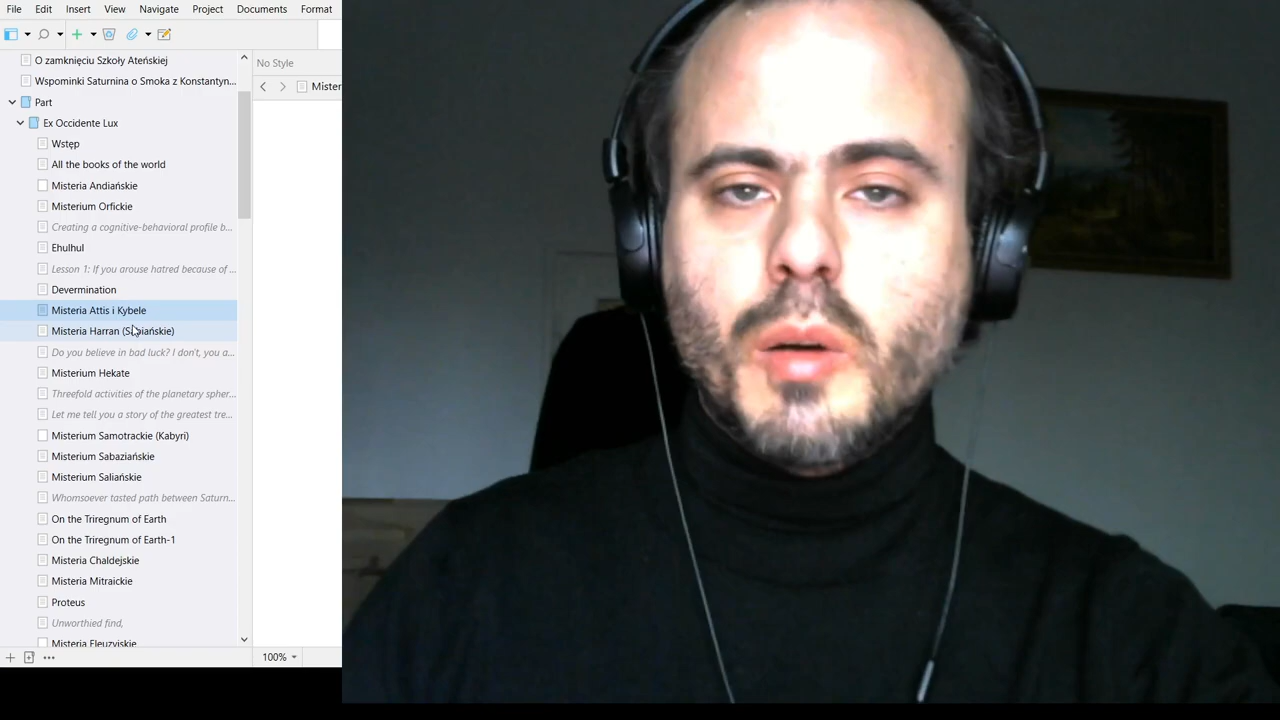 File Edit Insert View Navigate Project Documents Format
O zamknięciu Szkoły Ateńskiej
Wspominki Saturnina o Smoka z Konstantyn...
No Style
Part
Ex Occidente Lux
Wstęp
All the books of the world
Misteria Andiańskie
Misterium Orfickie
Creating a cognitive-behavioral profile b...
Ehulhul
Lesson 1: If you arouse hatred because of ...
Devermination
Misteria Attis i Kybele
Misteria Harran
Do you believe in bad luck? I don't, you a...
Misterium Hekate
Threefold activities of the planetary spher...
Let me tell you a story of the greatest tre...
Misterium Samotrackie (Kabyri)
Misterium Sabaziańskie
Misterium Saliańskie
Whomsoever tasted path between Saturn...
On the Triregnum of Earth
On the Triregnum of Earth-1
Misteria Chaldejskie
Misteria Mitraickie
Proteus
Unworthied find,
Misteria Eleuzyjskie
100%